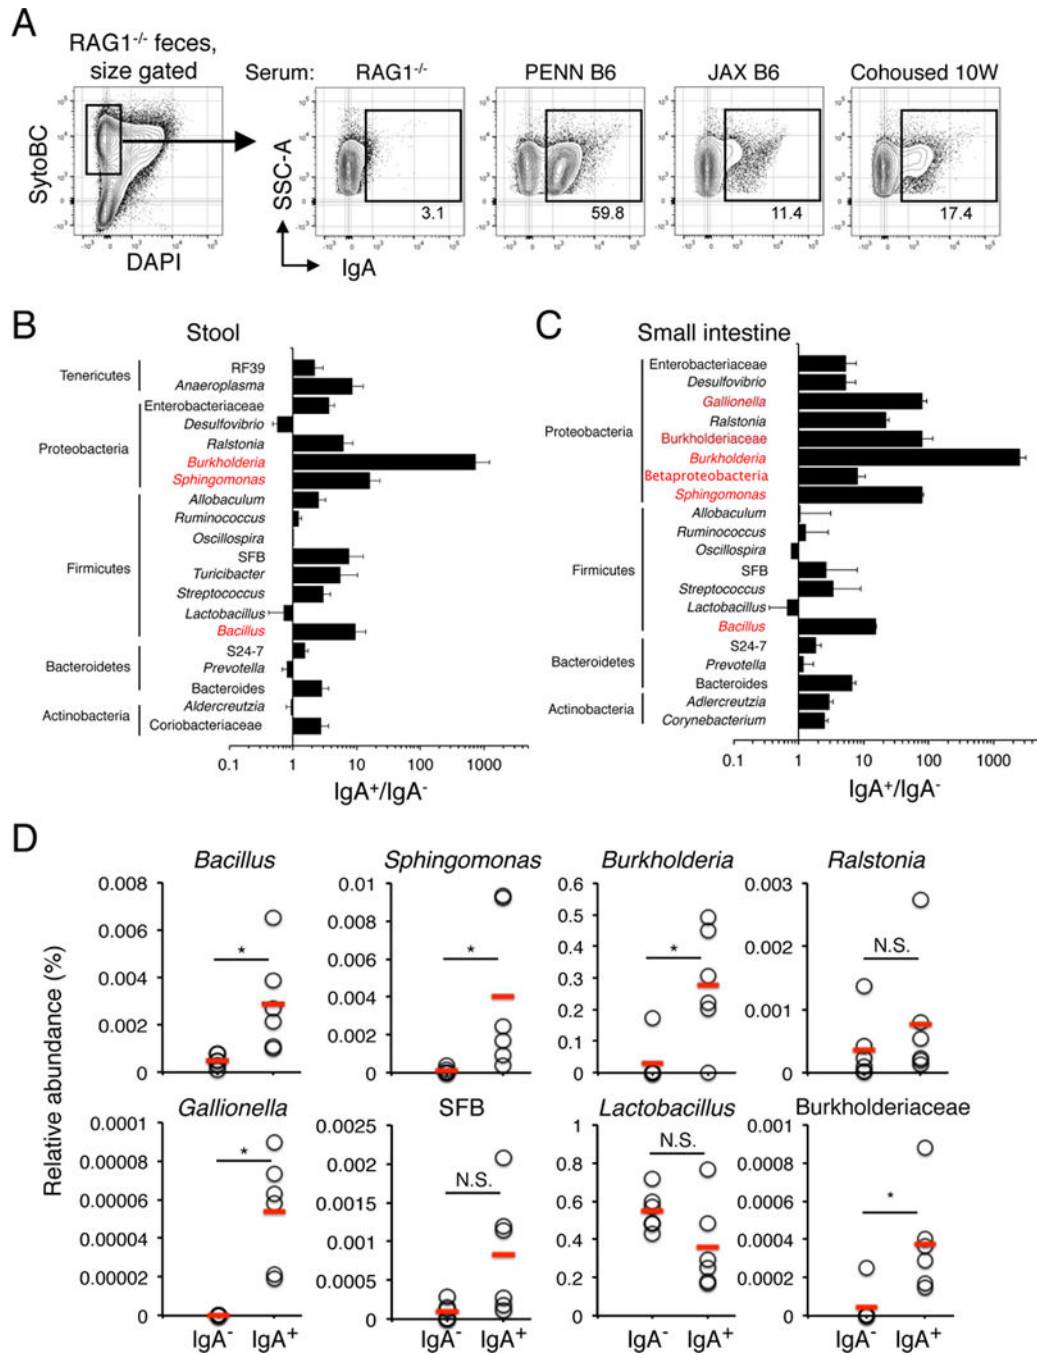 A
RAG1-/- feces,
size gated
Serum:
RAG1-/-
PENN B6
JAX B6
Cohoused 10W
SytoBC
DAPI
SSC-A
IgA
3.1
59.8
11.4
17.4
B
Stool
Tenericutes
RF39
Anaeroplasma
Proteobacteria
Enterobacteriaceae
Desulfovibrio
Ralstonia
Burkholderia
Sphingomonas
Firmicutes
Allobaculum
Ruminococcus
Oscillospira
SFB
Turicibacter
Streptococcus
Lactobacillus
Bacillus
Bacteroidetes
S24-7
Prevotella
Bacteroides
Actinobacteria
Aldercreutzia
Coriobacteriaceae
0.1 1 10 100 1000
IgA+/IgA-
C
Small intestine
Proteobacteria
Enterobacteriaceae
Desulfovibrio
Gallionella
Ralstonia
Burkholderiaceae
Burkholderia
Betaproteobacteria
Sphingomonas
Firmicutes
Allobaculum
Ruminococcus
Oscillospira
SFB
Streptococcus
Lactobacillus
Bacillus
Bacteroidetes
S24-7
Prevotella
Bacteroides
Actinobacteria
Adlercreutzia
Corynebacterium
0.1 1 10 100 1000
IgA+/IgA-
D
Relative abundance (%)
Bacillus
0.008
0.006
0.004
0.002
0
*
Sphingomonas
0.01
0.008
0.006
0.004
0.002
0
*
Burkholderia
0.6
0.5
0.4
0.3
0.2
0.1
0
*
Ralstonia
0.003
0.002
0.001
0
N.S.
Gallionella
0.0001
0.00008
0.00006
0.00004
0.00002
0
*
IgA- IgA+
SFB
0.0025
0.002
0.0015
0.001
0.0005
0
N.S.
IgA- IgA+
Lactobacillus
1
0.8
0.6
0.4
0.2
0
N.S.
IgA- IgA+
Burkholderiaceae
0.001
0.0008
0.0006
0.0004
0.0002
0
*
IgA- IgA+